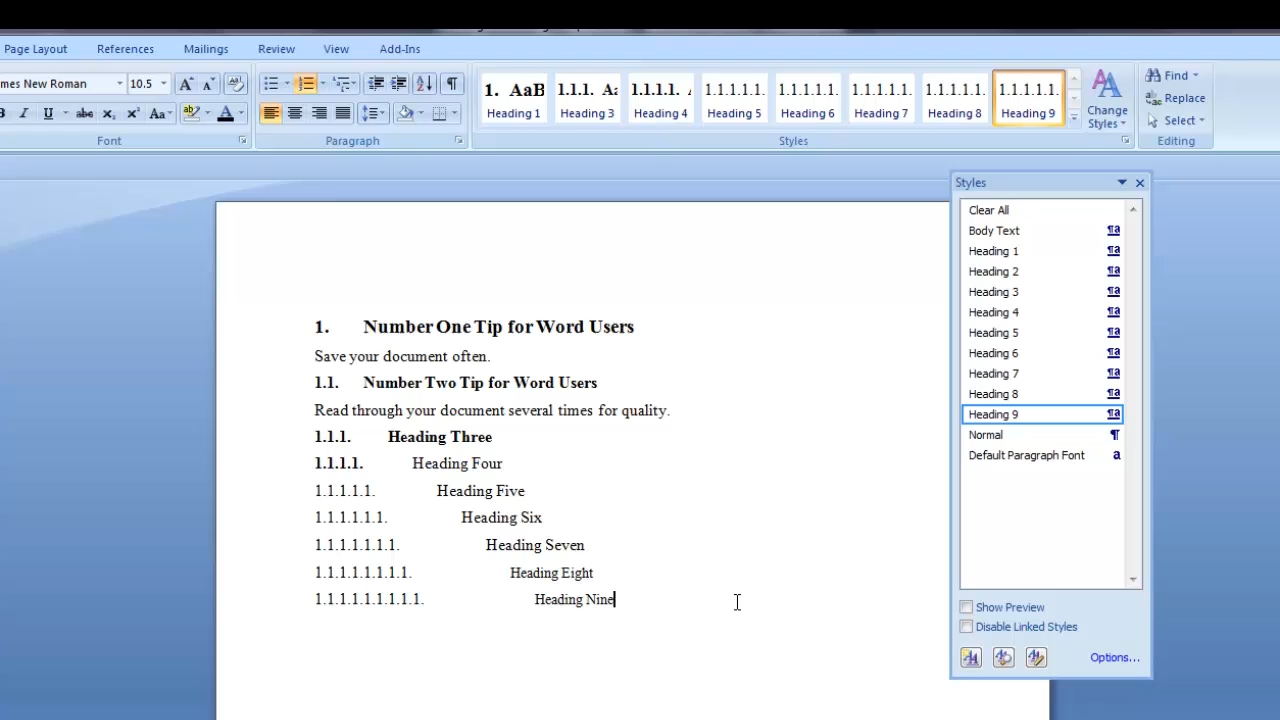 Page Layout References Mailings Review View Add-Ins
mes New Roman 10.5
1. AaB 1.1.1. Aa 1.1.1.1. 1.1.1.1.1. 1.1.1.1.1. 1.1.1.1.1. 1.1.1.1.1. 1.1.1.1.1.
Heading 1 Heading 3 Heading 4 Heading 5 Heading 6 Heading 7 Heading 8 Heading 9
Change Styles
Find
Replace
Select
Font Paragraph Styles Editing
1. Number One Tip for Word Users
Save your document often.
1.1. Number Two Tip for Word Users
Read through your document several times for quality.
1.1.1. Heading Three
1.1.1.1. Heading Four
1.1.1.1.1. Heading Five
1.1.1.1.1.1. Heading Six
1.1.1.1.1.1.1. Heading Seven
1.1.1.1.1.1.1.1. Heading Eight
1.1.1.1.1.1.1.1.1. Heading Nine
Styles
Clear All
Body Text
Heading 1
Heading 2
Heading 3
Heading 4
Heading 5
Heading 6
Heading 7
Heading 8
Heading 9
Normal
Default Paragraph Font
Show Preview
Disable Linked Styles
Options...